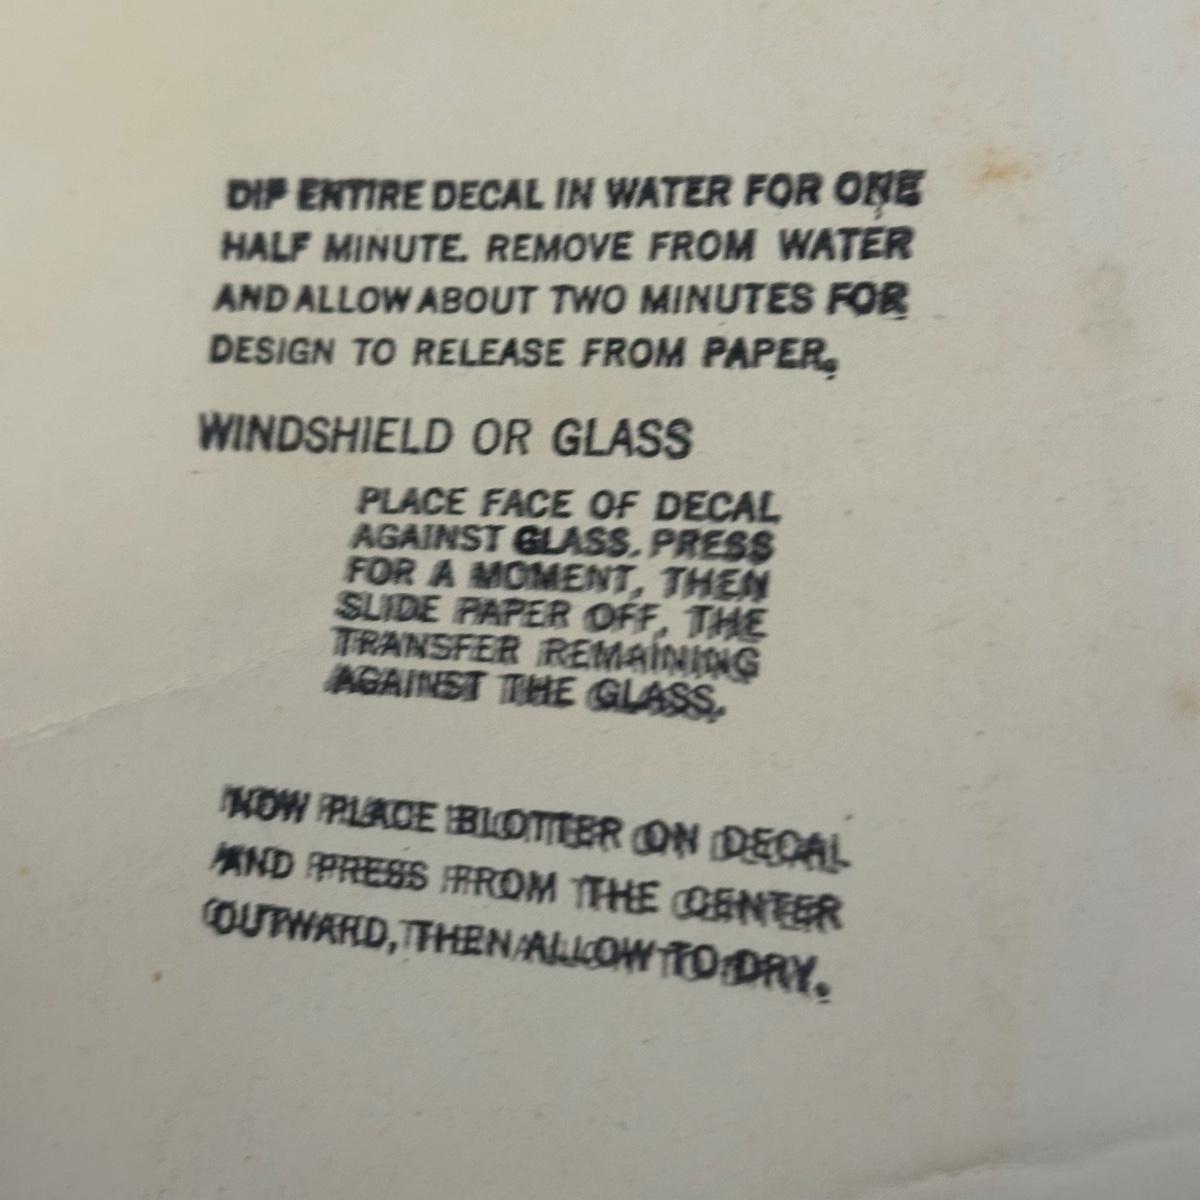 DIP ENTIRE DECAL IN WATER FOR ONE
HALF MINUTE. REMOVE FROM WATER
AND ALLOW ABOUT TWO MINUTES FOR
DESIGN TO RELEASE FROM PAPER.
WINDSHIELD OR GLASS
PLACE FACE OF DECAL
AGAINST GLASS. PRESS
FOR A MOMENT, THEN
SLIDE PAPER OFF, THE
TRANSFER REMAINING
AGAINST THE GLASS.
NOW PLACE BLOTTER ON DECAL
AND PRESS FROM THE CENTER
OUTWARD, THEN ALLOW TO DRY.